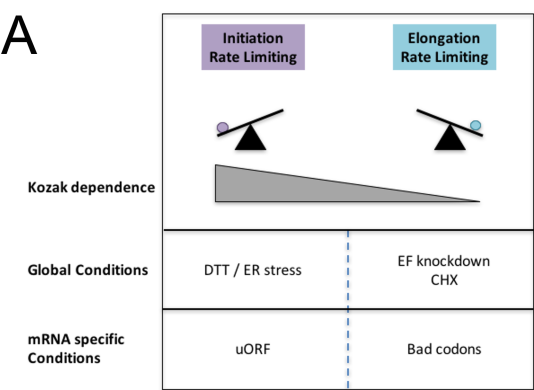 A
Initiation
Rate Limiting
Elongation
Rate Limiting
Kozak dependence
Global Conditions
DTT / ER stress
EF knockdown
CHX
mRNA specific
Conditions
uORF
Bad codons